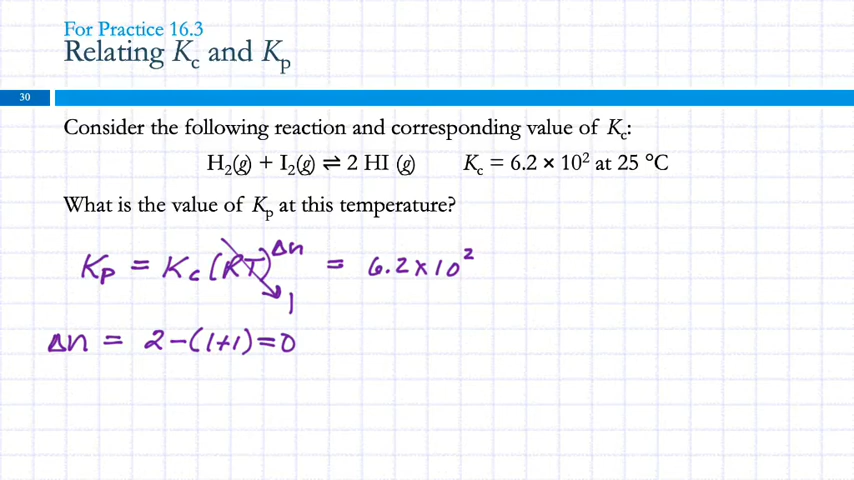 For Practice 16.3
Relating Kc and Kp
30
Consider the following reaction and corresponding value of Kc:
H₂(g) + I₂(g) ⇌ 2 HI (g) Kc = 6.2 × 10² at 25 °C
What is the value of Kp at this temperature?
Kp = Kc (RT)^Δn = 6.2 × 10²
1
Δn = 2 - (1+1) = 0